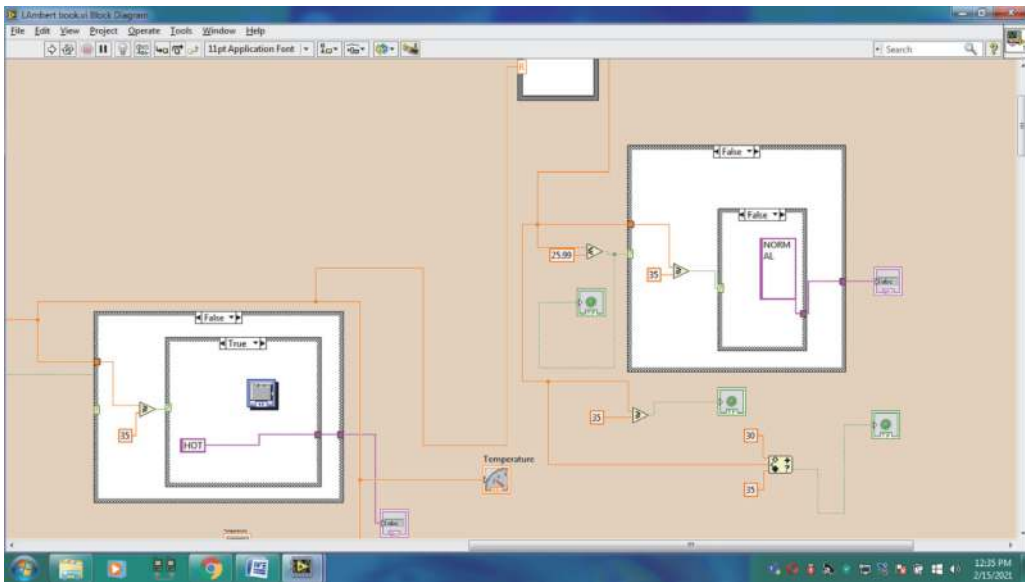 LAmbert book.vi Block Diagram
File Edit View Project Operate Tools Window Help
11pt Application Font
Search
False
False
25.99
NORM
AL
35
False
True
35
HOT
35
30
Temperature
35
12:35 PM
2/15/2021